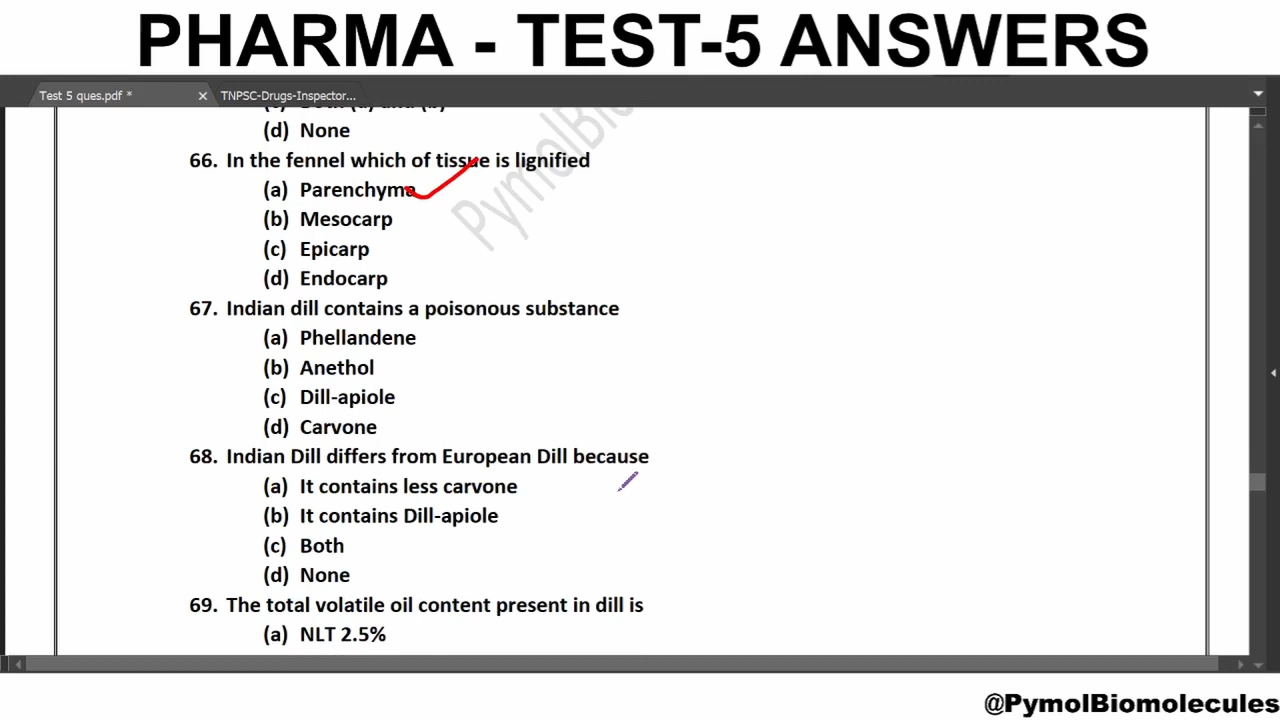 PHARMA - TEST-5 ANSWERS
Test 5 ques.pdf *
TNPSC-Drugs-Inspector...
(c) Both (a) and (b)
(d) None
66. In the fennel which of tissue is lignified
(a) Parenchyma
(b) Mesocarp
(c) Epicarp
(d) Endocarp
67. Indian dill contains a poisonous substance
(a) Phellandene
(b) Anethol
(c) Dill-apiole
(d) Carvone
68. Indian Dill differs from European Dill because
(a) It contains less carvone
(b) It contains Dill-apiole
(c) Both
(d) None
69. The total volatile oil content present in dill is
(a) NLT 2.5%
@PymolBiomolecules